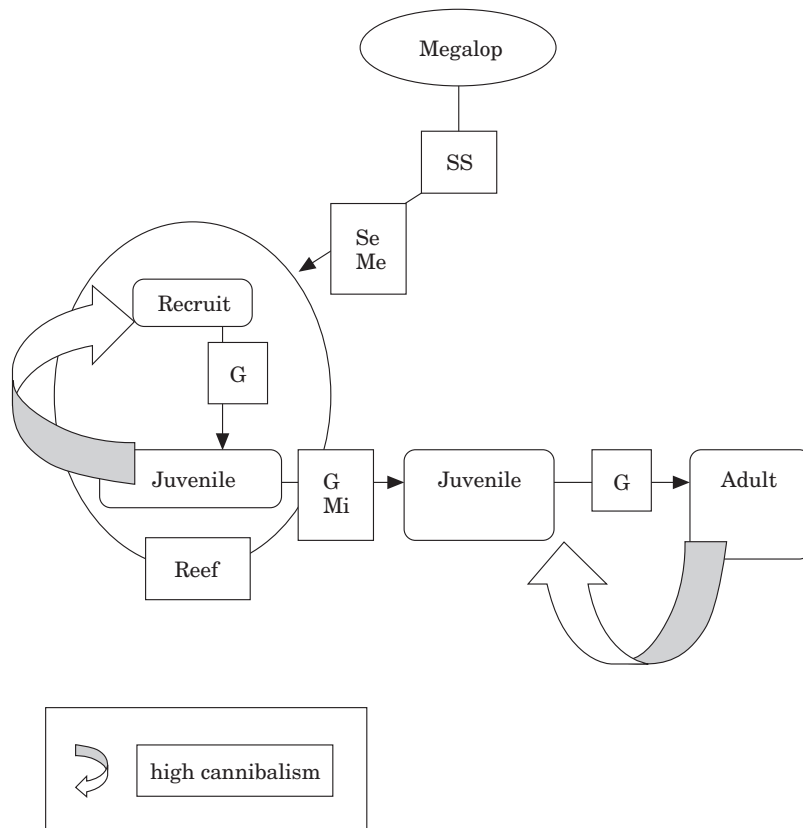 Megalop
SS
Se
Me
Recruit
G
Juvenile
G
Mi
Juvenile
G
Adult
Reef
high cannibalism